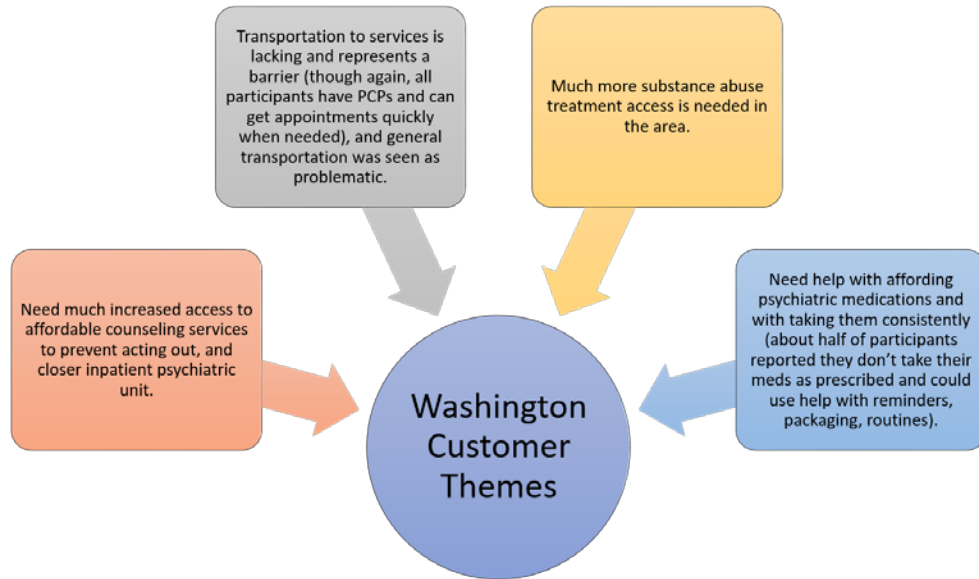 Transportation to services is
lacking and represents a
barrier (though again, all
participants have PCPs and can
get appointments quickly
when needed), and general
transportation was seen as
problematic.
Much more substance abuse
treatment access is needed in
the area.
Need much increased access to
affordable counseling services
to prevent acting out, and
closer inpatient psychiatric
unit.
Need help with affording
psychiatric medications and
with taking them consistently
(about half of participants
reported they don’t take their
meds as prescribed and could
use help with reminders,
packaging, routines).
Washington
Customer
Themes